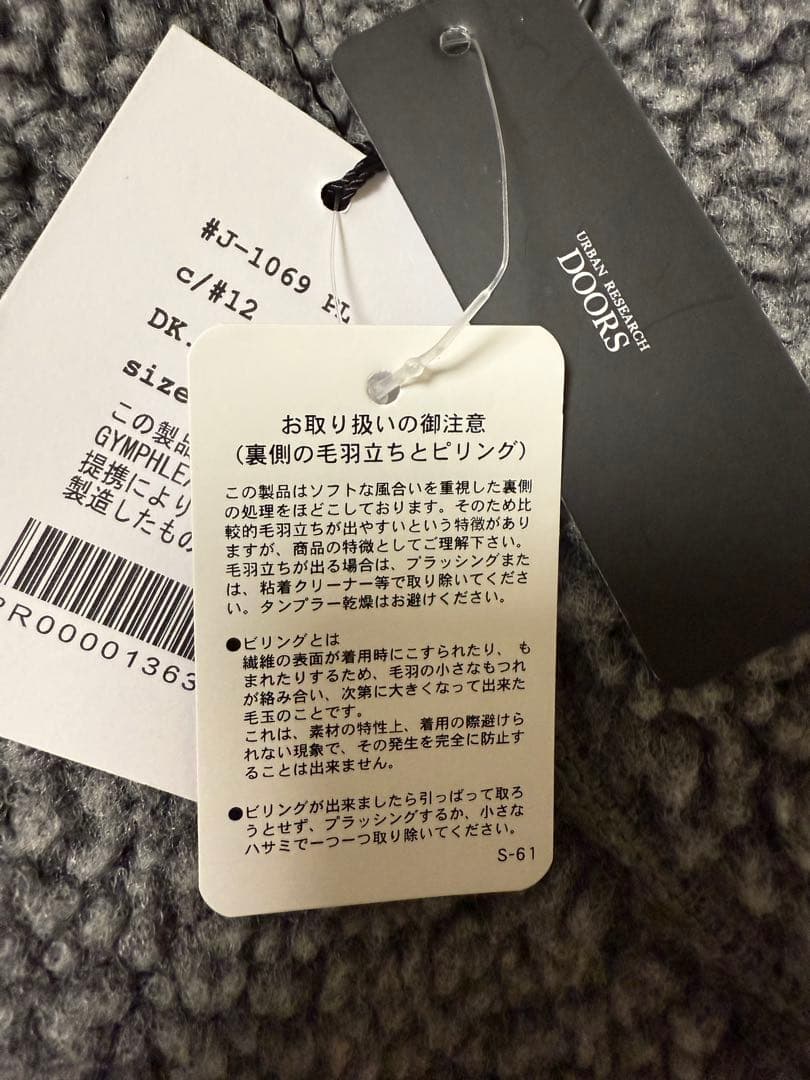 #J-1069 PL
c/#12
DK.
size
この製品
GYMPHLE
提携により
製造したもの
PR00001363
URBAN RESEARCH
DOORS
お取り扱いの御注意
(裏側の毛羽立ちとピリング)
この製品はソフトな風合いを重視した裏側
の処理をほどこしております。そのため比
較的毛羽立ちが出やすいという特徴があり
ますが、商品の特微としてご理解下さい。
毛羽立ちが出る場合は、ブラッシングまた
は、粘着クリーナー等で取り除いてくださ
い。タンブラー乾燥はお避けください。
●ピリングとは
繊維の表面が着用時にこすられたり、も
まれたりするため、毛羽の小さなもつれ
が絡み合い、次第に大きくなって出来た
毛玉のことです。
これは、素材の特性上、着用の際避けら
れない現象で、その発生を完全に防止す
ることは出来ません。
●ピリングが出来ましたら引っぱって取ろ
うとせず、ブラッシングするか、小さな
ハサミで一つ一つ取り除いてください。
S-61